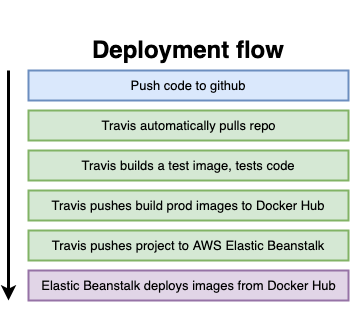 Deployment flow
Push code to github
Travis automatically pulls repo
Travis builds a test image, tests code
Travis pushes build prod images to Docker Hub
Travis pushes project to AWS Elastic Beanstalk
Elastic Beanstalk deploys images from Docker Hub